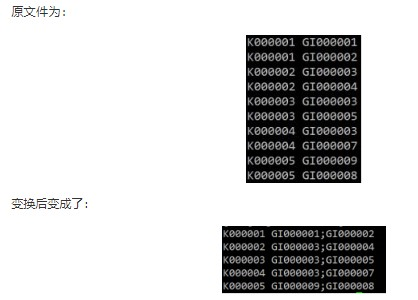 原文件为：
K000001 GI000001
K000001 GI000002
K000002 GI000003
K000002 GI000004
K000003 GI000003
K000003 GI000005
K000004 GI000003
K000004 GI000007
K000005 GI000009
K000005 GI000008
变换后变成了：
K000001 GI000001;GI000002
K000002 GI000003;GI000004
K000003 GI000003;GI000005
K000004 GI000003;GI000007
K000005 GI000009;GI000008